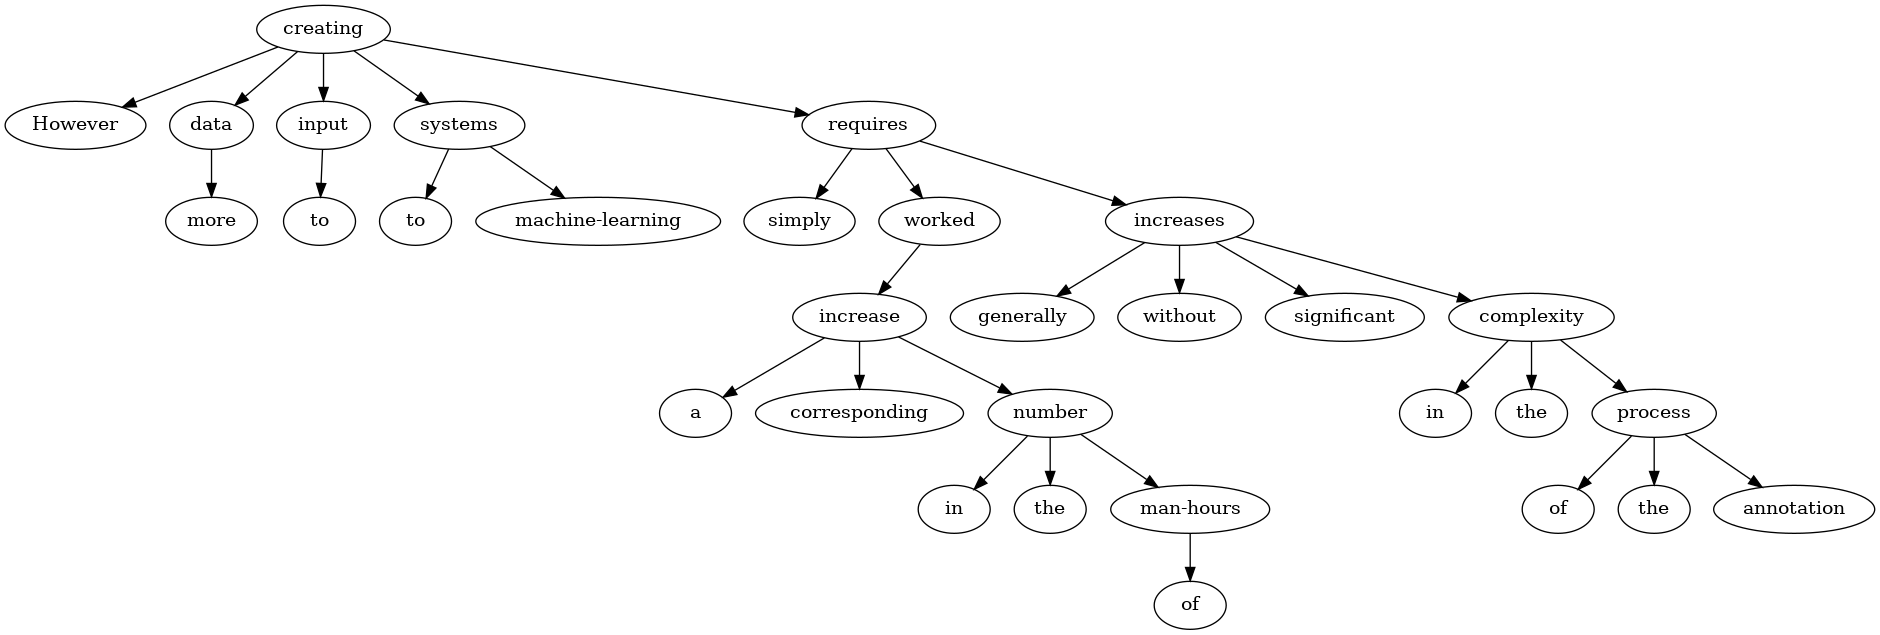 creating
However
data
input
systems
requires
more
to
to
machine-learning
simply
worked
increases
increase
generally
without
significant
complexity
a
corresponding
number
in
the
process
in
the
man-hours
of
the
annotation
of